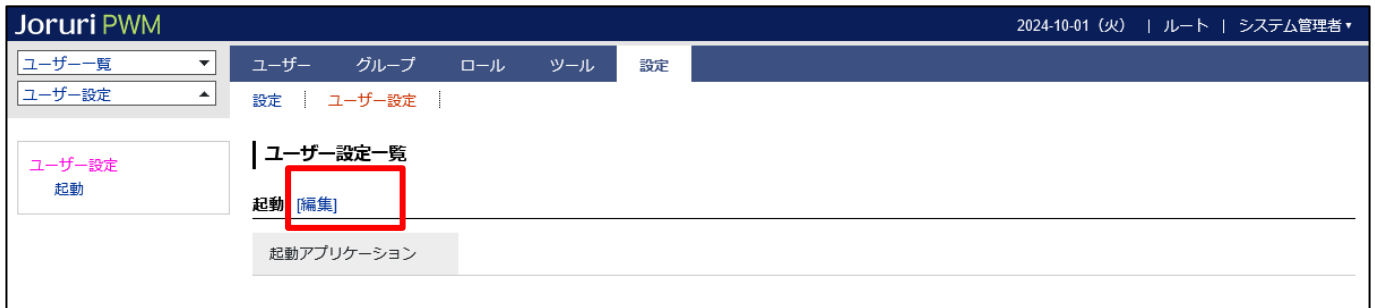 Joruri PWM
2024-10-01（火） | ルート | システム管理者▼
ユーザー一覧 ▼
ユーザー設定 ▲
ユーザー グループ ロール ツール 設定
設定 ユーザー設定
ユーザー設定
起動
ユーザー設定一覧
起動 [編集]
起動アプリケーション